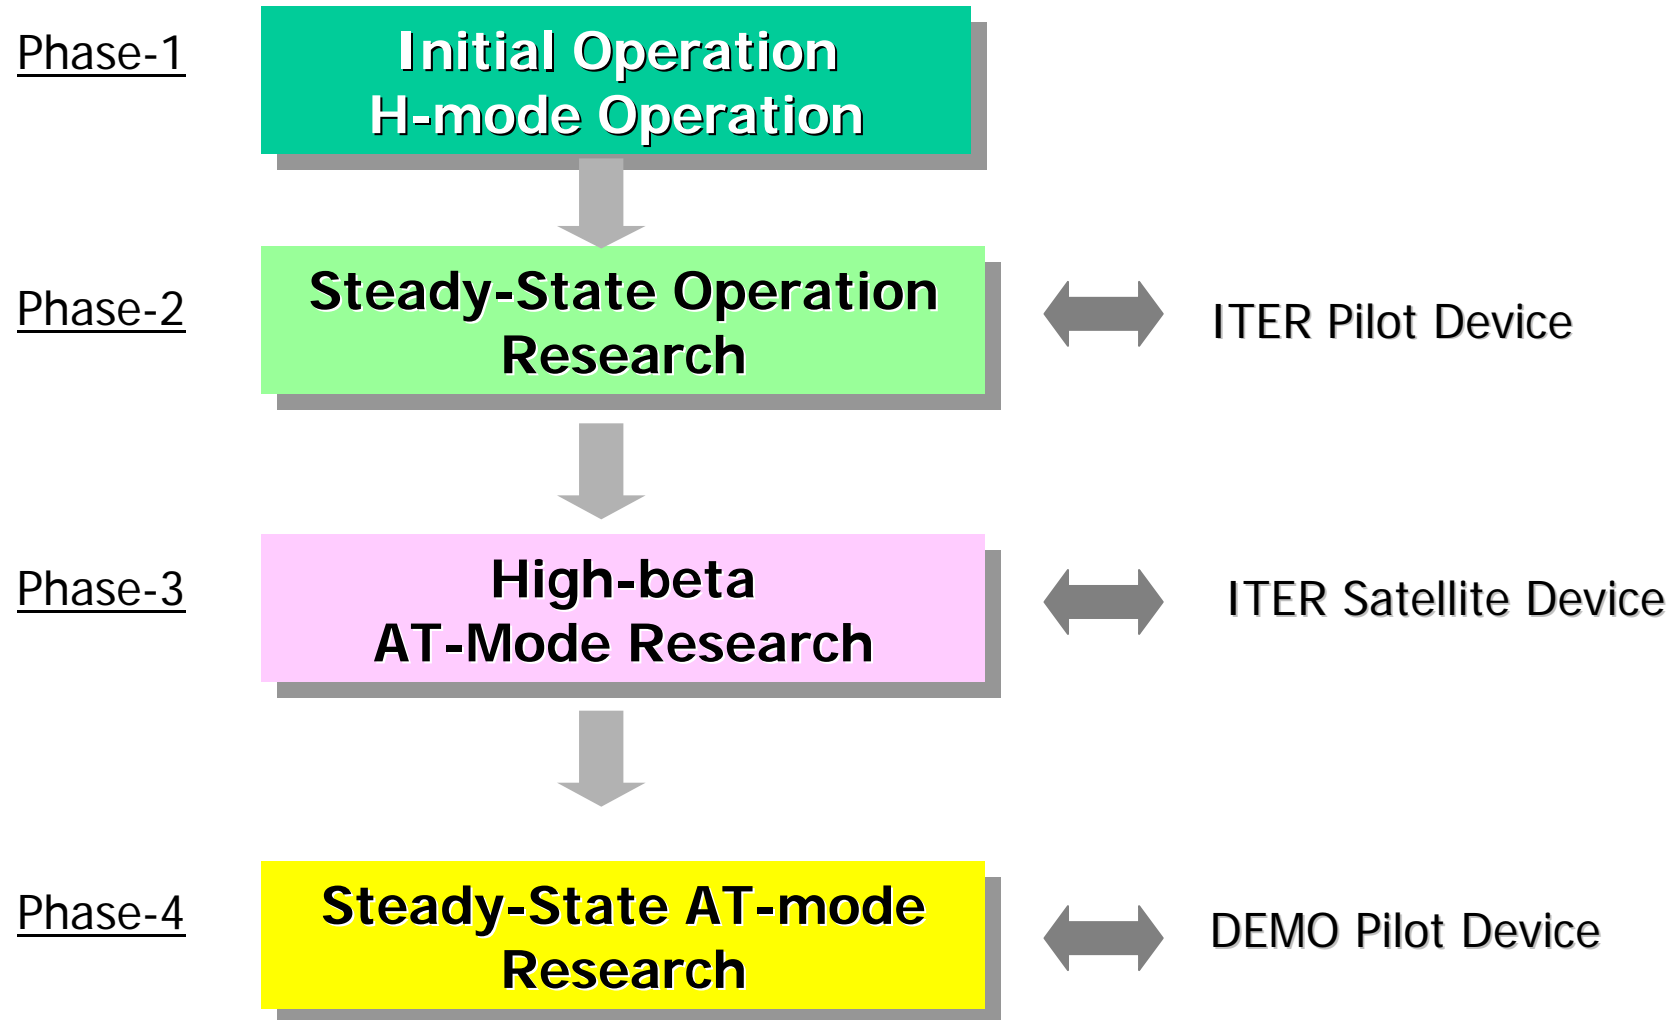 Phase-1
Initial Operation
H-mode Operation
Phase-2
Steady-State Operation
Research
ITER Pilot Device
Phase-3
High-beta
AT-Mode Research
ITER Satellite Device
Phase-4
Steady-State AT-mode
Research
DEMO Pilot Device